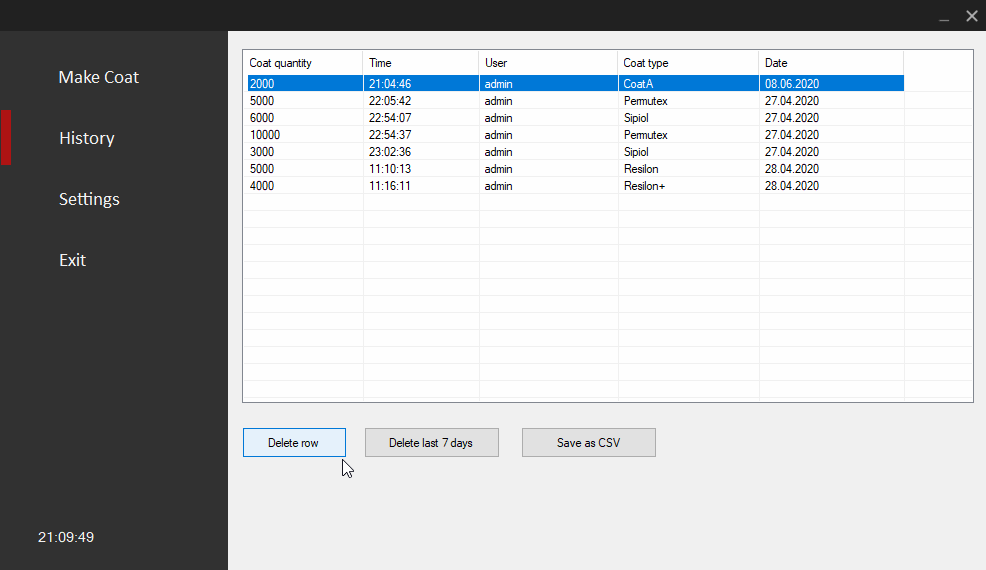 Make Coat
History
Settings
Exit
21:09:49
Coat quantity Time User Coat type Date
2000 21:04:46 admin CoatA 08.06.2020
5000 22:05:42 admin Permutex 27.04.2020
6000 22:54:07 admin Sipiol 27.04.2020
10000 22:54:37 admin Permutex 27.04.2020
3000 23:02:36 admin Sipiol 27.04.2020
5000 11:10:13 admin Resilon 28.04.2020
4000 11:16:11 admin Resilon+ 28.04.2020
Delete row Delete last 7 days Save as CSV